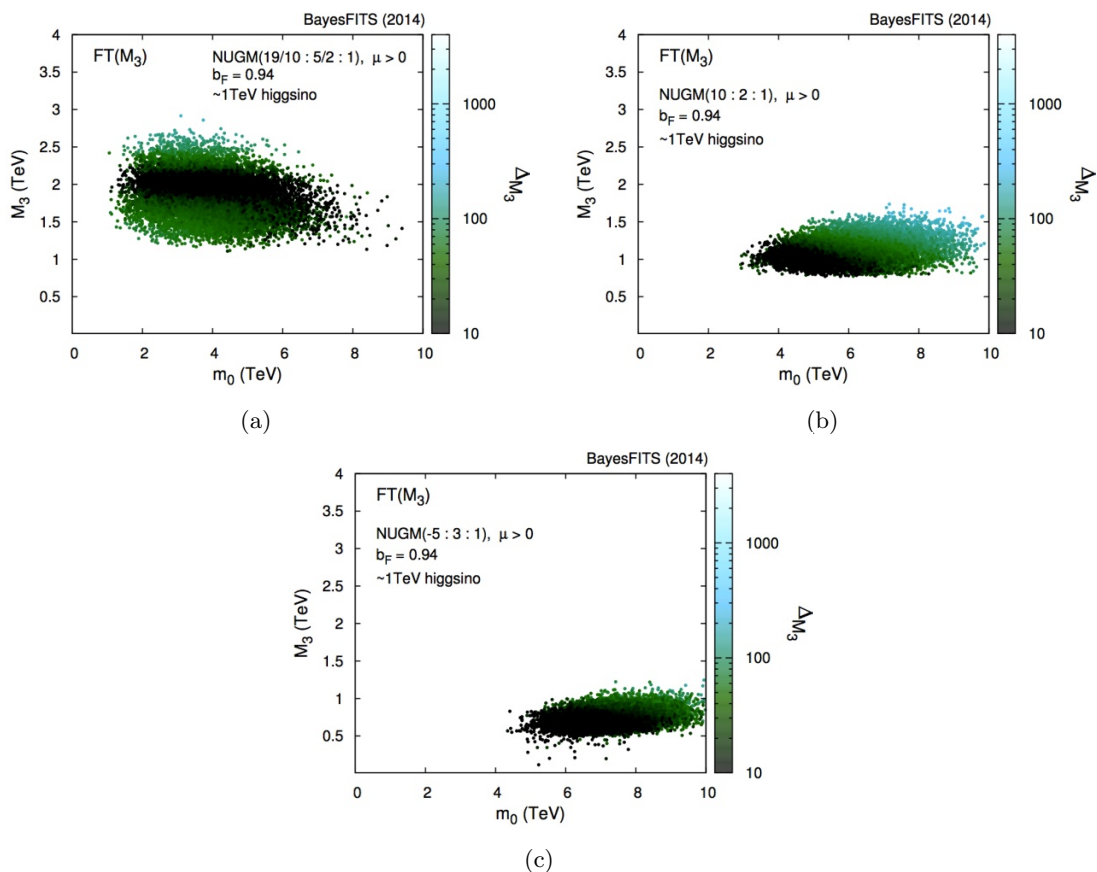 BayesFITS (2014)
FT(M₃)
NUGM(19/10 : 5/2 : 1), μ > 0
b_F = 0.94
~1TeV higgsino
M₃ (TeV)
4
3.5
3
2.5
2
1.5
1
0.5
0 2 4 6 8 10
m₀ (TeV)
1000
100
10
Δ_M₃
(a)
BayesFITS (2014)
FT(M₃)
NUGM(10 : 2 : 1), μ > 0
b_F = 0.94
~1TeV higgsino
M₃ (TeV)
4
3.5
3
2.5
2
1.5
1
0.5
0 2 4 6 8 10
m₀ (TeV)
1000
100
10
Δ_M₃
(b)
BayesFITS (2014)
FT(M₃)
NUGM(-5 : 3 : 1), μ > 0
b_F = 0.94
~1TeV higgsino
M₃ (TeV)
4
3.5
3
2.5
2
1.5
1
0.5
0 2 4 6 8 10
m₀ (TeV)
1000
100
10
Δ_M₃
(c)